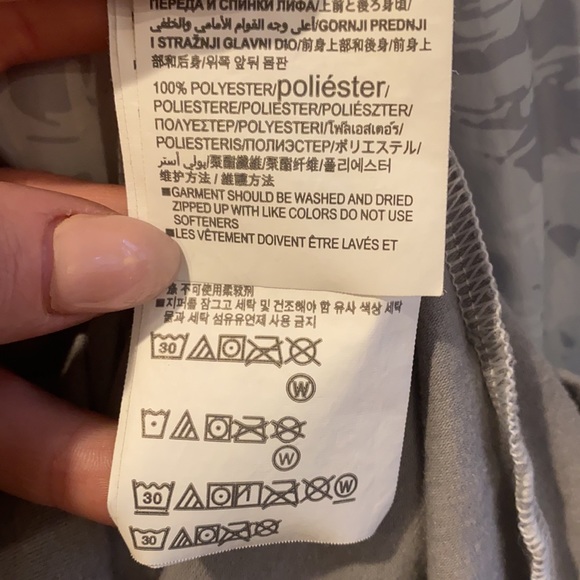 ПЕРЕДА И СПИНКИ ЛИФА/上前と後ろ身頃/
أعلى وجه القوام الأمامي والخلفي/GORNJI PREDNJI
I STRAŽNJI GLAVNI DIO/前身上部和後身/前身上
部和后身/위쪽 앞뒤 몸판
100% POLYESTER/poliéster/
POLIESTERE/POLIESTER/POLIÉSZTER/
ΠΟΛΥΕΣΤΕΡ/POLYESTERI/โพลีเอสเตอร์/
POLIESTERIS/ПОЛИЭСТЕР/ポリエステル/
بولي أستر/聚酯纖維/聚酯纤维/폴리에스터
维护方法 / 維護方法
■GARMENT SHOULD BE WASHED AND DRIED
ZIPPED UP WITH LIKE COLORS DO NOT USE
SOFTENERS
■LES VÊTEMENT DOIVENT ÊTRE LAVÉS ET
不可使用柔软剂
■지퍼를 잠그고 세탁 및 건조해야 함 유사 색상 세탁
물과 세탁 섬유유연제 사용 금지
30
W
W
30 W
30